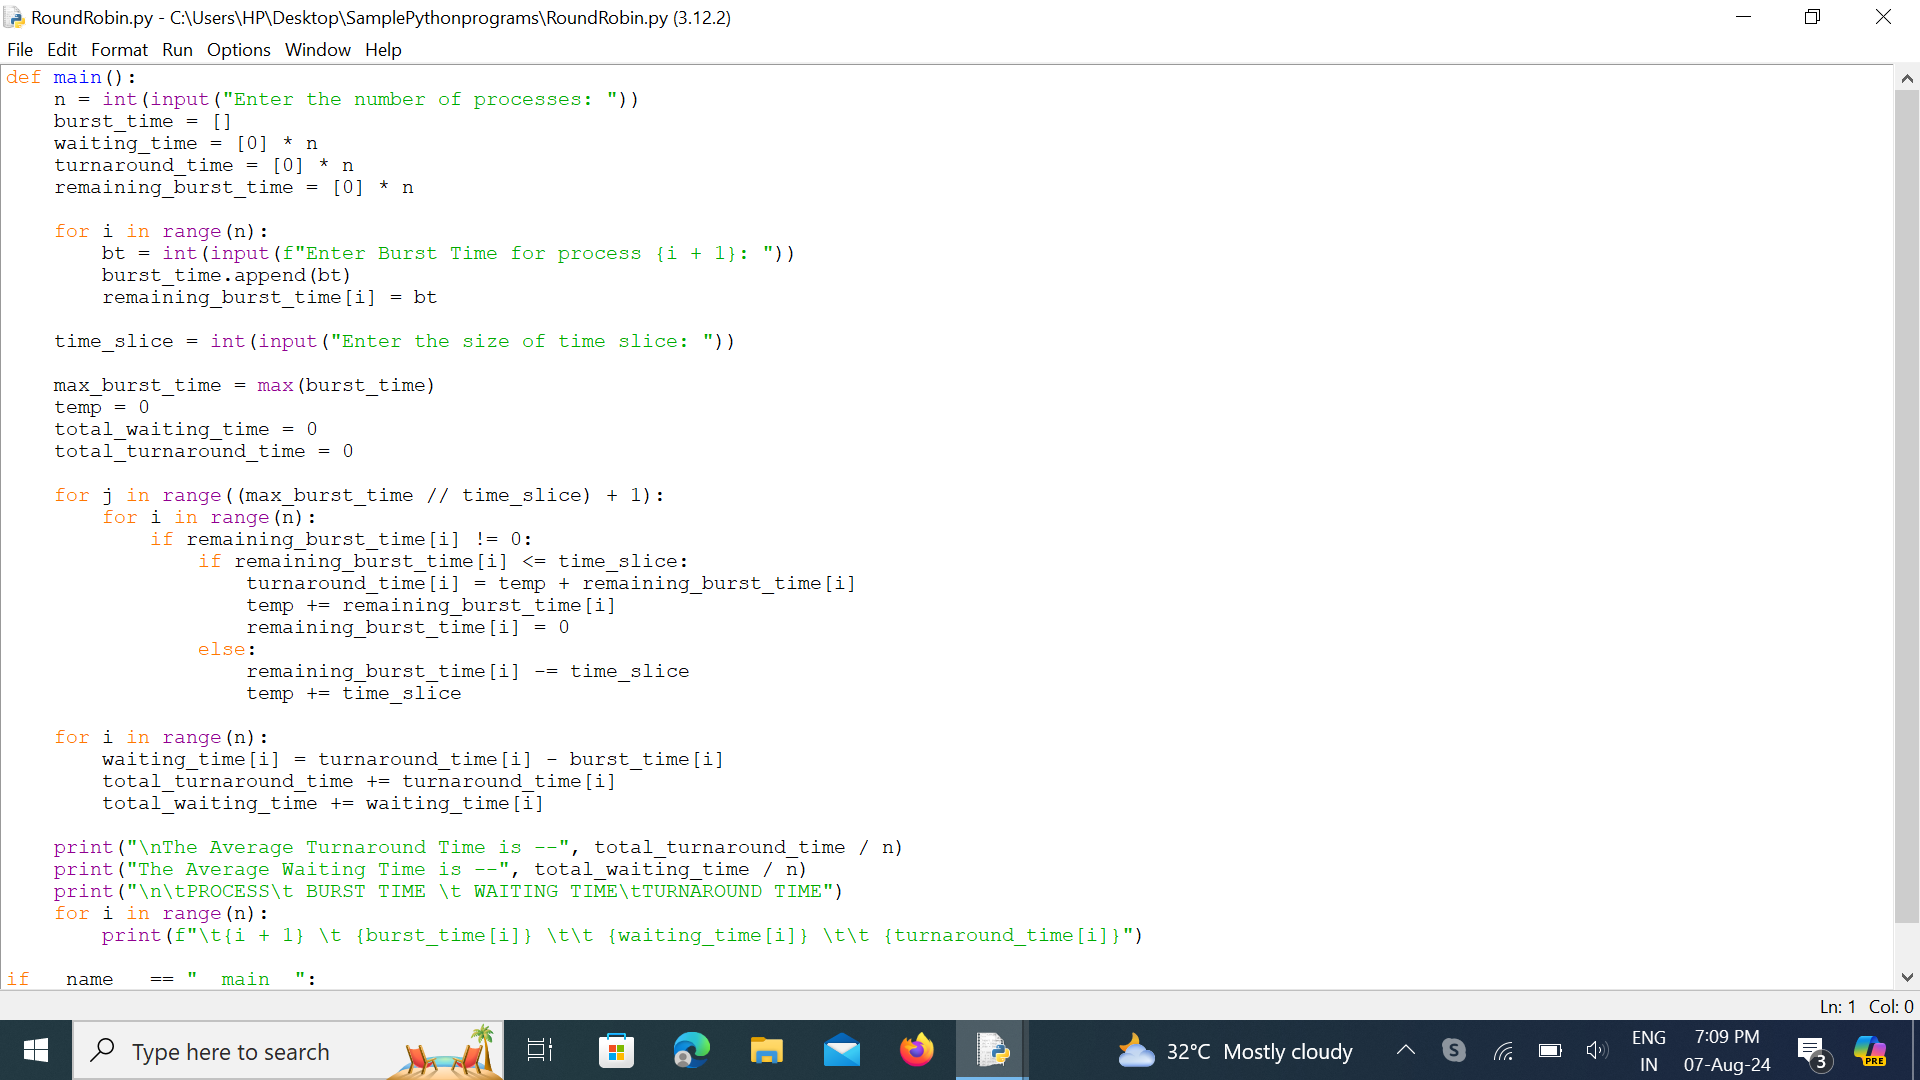 RoundRobin.py - C:\Users\HP\Desktop\SamplePythonprograms\RoundRobin.py (3.12.2)
File Edit Format Run Options Window Help
def main():
    n = int(input("Enter the number of processes: "))
    burst_time = []
    waiting_time = [0] * n
    turnaround_time = [0] * n
    remaining_burst_time = [0] * n

    for i in range(n):
        bt = int(input(f"Enter Burst Time for process {i + 1}: "))
        burst_time.append(bt)
        remaining_burst_time[i] = bt

    time_slice = int(input("Enter the size of time slice: "))

    max_burst_time = max(burst_time)
    temp = 0
    total_waiting_time = 0
    total_turnaround_time = 0

    for j in range((max_burst_time // time_slice) + 1):
        for i in range(n):
            if remaining_burst_time[i] != 0:
                if remaining_burst_time[i] <= time_slice:
                    turnaround_time[i] = temp + remaining_burst_time[i]
                    temp += remaining_burst_time[i]
                    remaining_burst_time[i] = 0
                else:
                    remaining_burst_time[i] -= time_slice
                    temp += time_slice

    for i in range(n):
        waiting_time[i] = turnaround_time[i] - burst_time[i]
        total_turnaround_time += turnaround_time[i]
        total_waiting_time += waiting_time[i]

    print("\nThe Average Turnaround Time is --", total_turnaround_time / n)
    print("The Average Waiting Time is --", total_waiting_time / n)
    print("\n\tPROCESS\t BURST TIME \t WAITING TIME\tTURNAROUND TIME")
    for i in range(n):
        print(f"\t{i + 1} \t {burst_time[i]} \t\t {waiting_time[i]} \t\t {turnaround_time[i]}")

if   name   == "  main  ":
Ln: 1 Col: 0
Type here to search
32°C Mostly cloudy
S
ENG
IN
7:09 PM
07-Aug-24
3
PRE